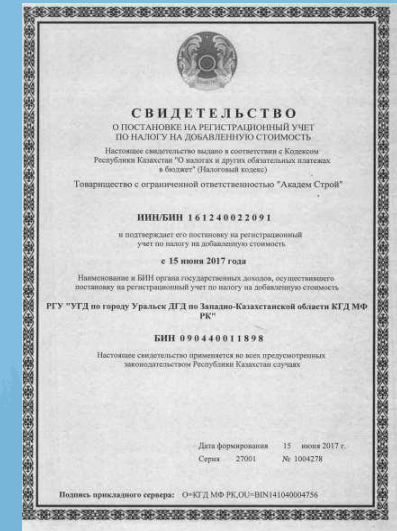 СВИДЕТЕЛЬСТВО
О ПОСТАНОВКЕ НА РЕГИСТРАЦИОННЫЙ УЧЕТ
ПО НАЛОГУ НА ДОБАВЛЕННУЮ СТОИМОСТЬ
Настоящее свидетельство выдано в соответствии с Кодексом
Республики Казахстан "О налогах и других обязательных платежах
в бюджет" (Налоговый кодекс)
Товарищество с ограниченной ответственностью "Академ Строй"
ИИН/БИН 161240022091
и подтверждает его постановку на регистрационный
учет по налогу на добавленную стоимость
с 15 июня 2017 года
Наименование и БИН органа государственных доходов, осуществившего
постановку на регистрационный учет по налогу на добавленную стоимость
РГУ "УГД по городу Уральск ДГД по Западно-Казахстанской области КГД МФ
РК"
БИН 090440011898
Настоящее свидетельство применяется во всех предусмотренных
законодательством Республики Казахстан случаях
Дата формирования 15 июня 2017 г.
Серия 27001 № 1004278
Подпись прикладного сервера: О=КГД МФ РК,OU=BIN141040004756